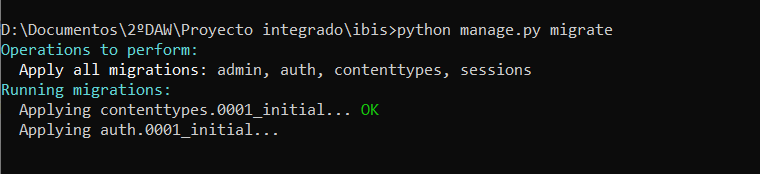 D:\Documentos\2ºDAW\Proyecto integrado\ibis>python manage.py migrate
Operations to perform:
  Apply all migrations: admin, auth, contenttypes, sessions
Running migrations:
  Applying contenttypes.0001_initial... OK
  Applying auth.0001_initial...